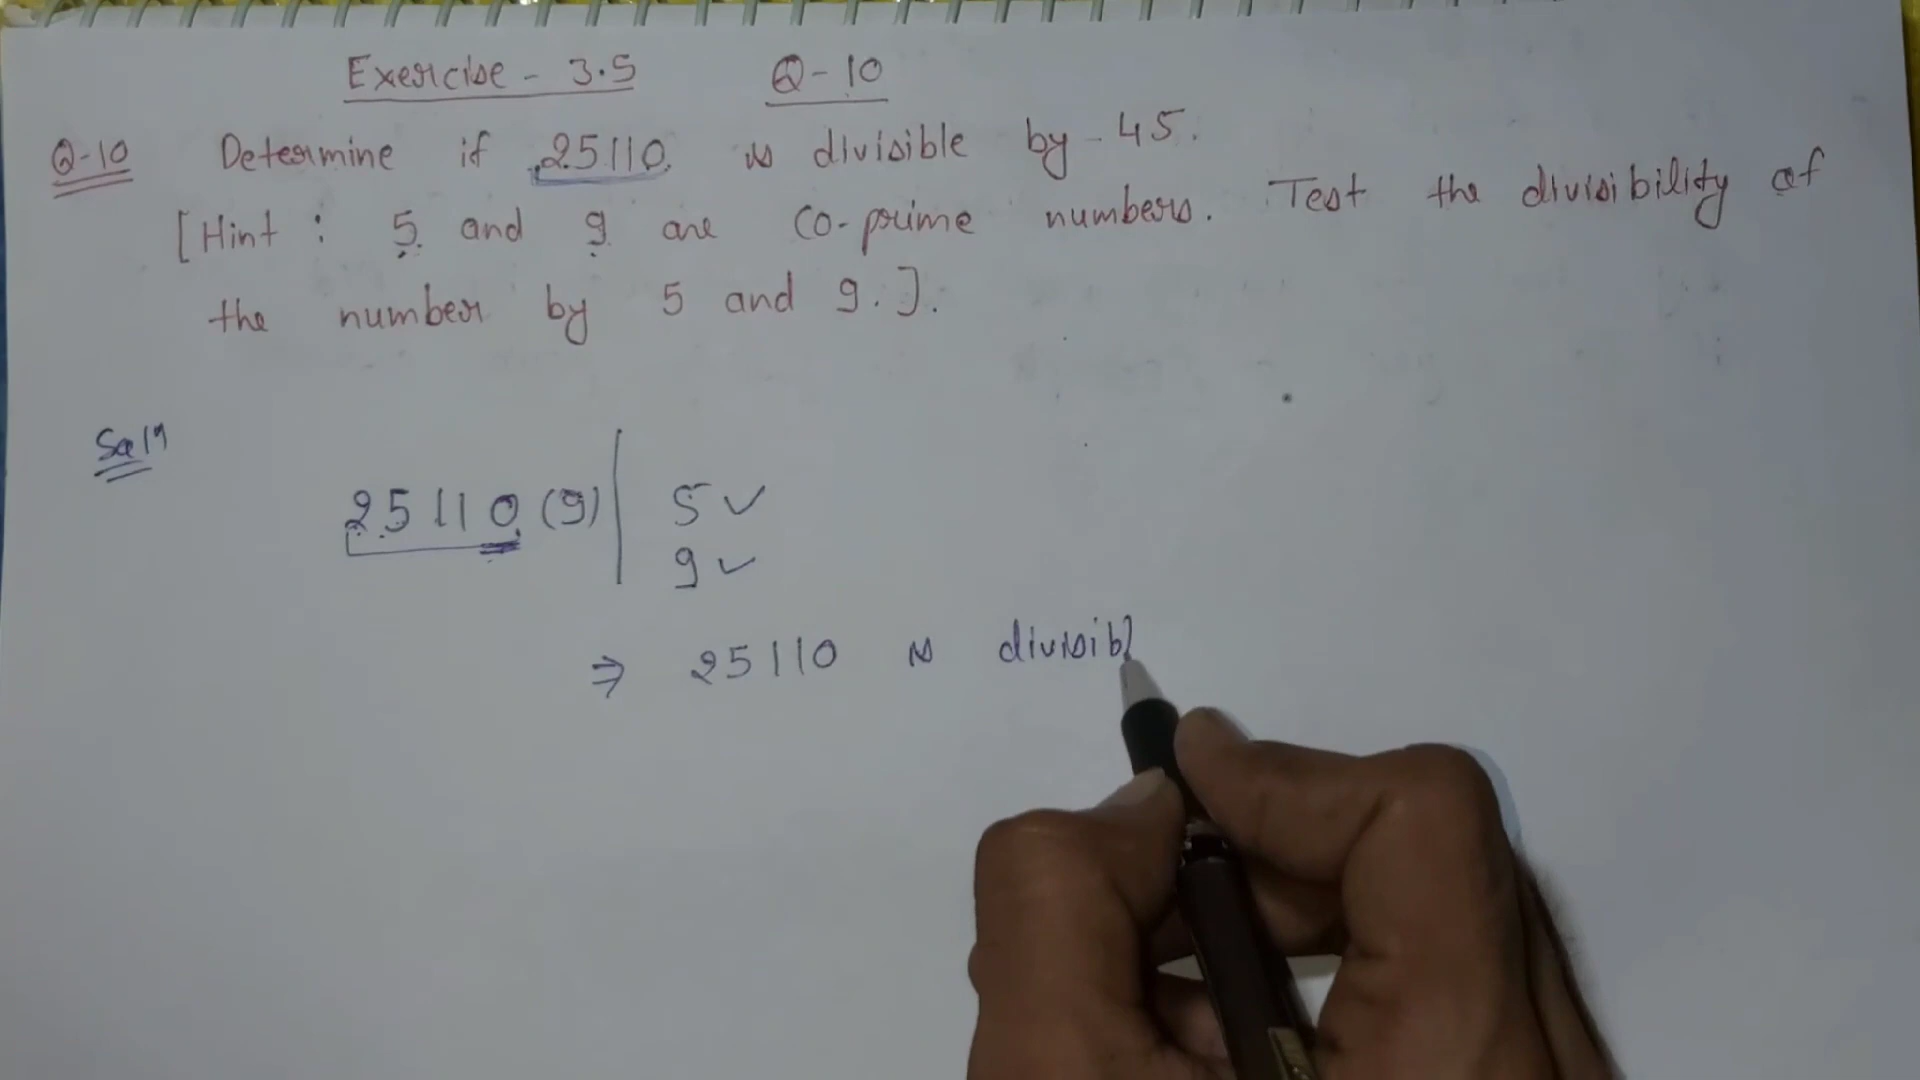 Exercise - 3.5 Q-10
Q-10 Determine if 25110 is divisible by 45.
[Hint : 5 and 9 are co-prime numbers. Test the divisibility of
the number by 5 and 9.].
Solⁿ
25110 (9) | 5 ✓
9 ✓
⇒ 25110 is divisibl